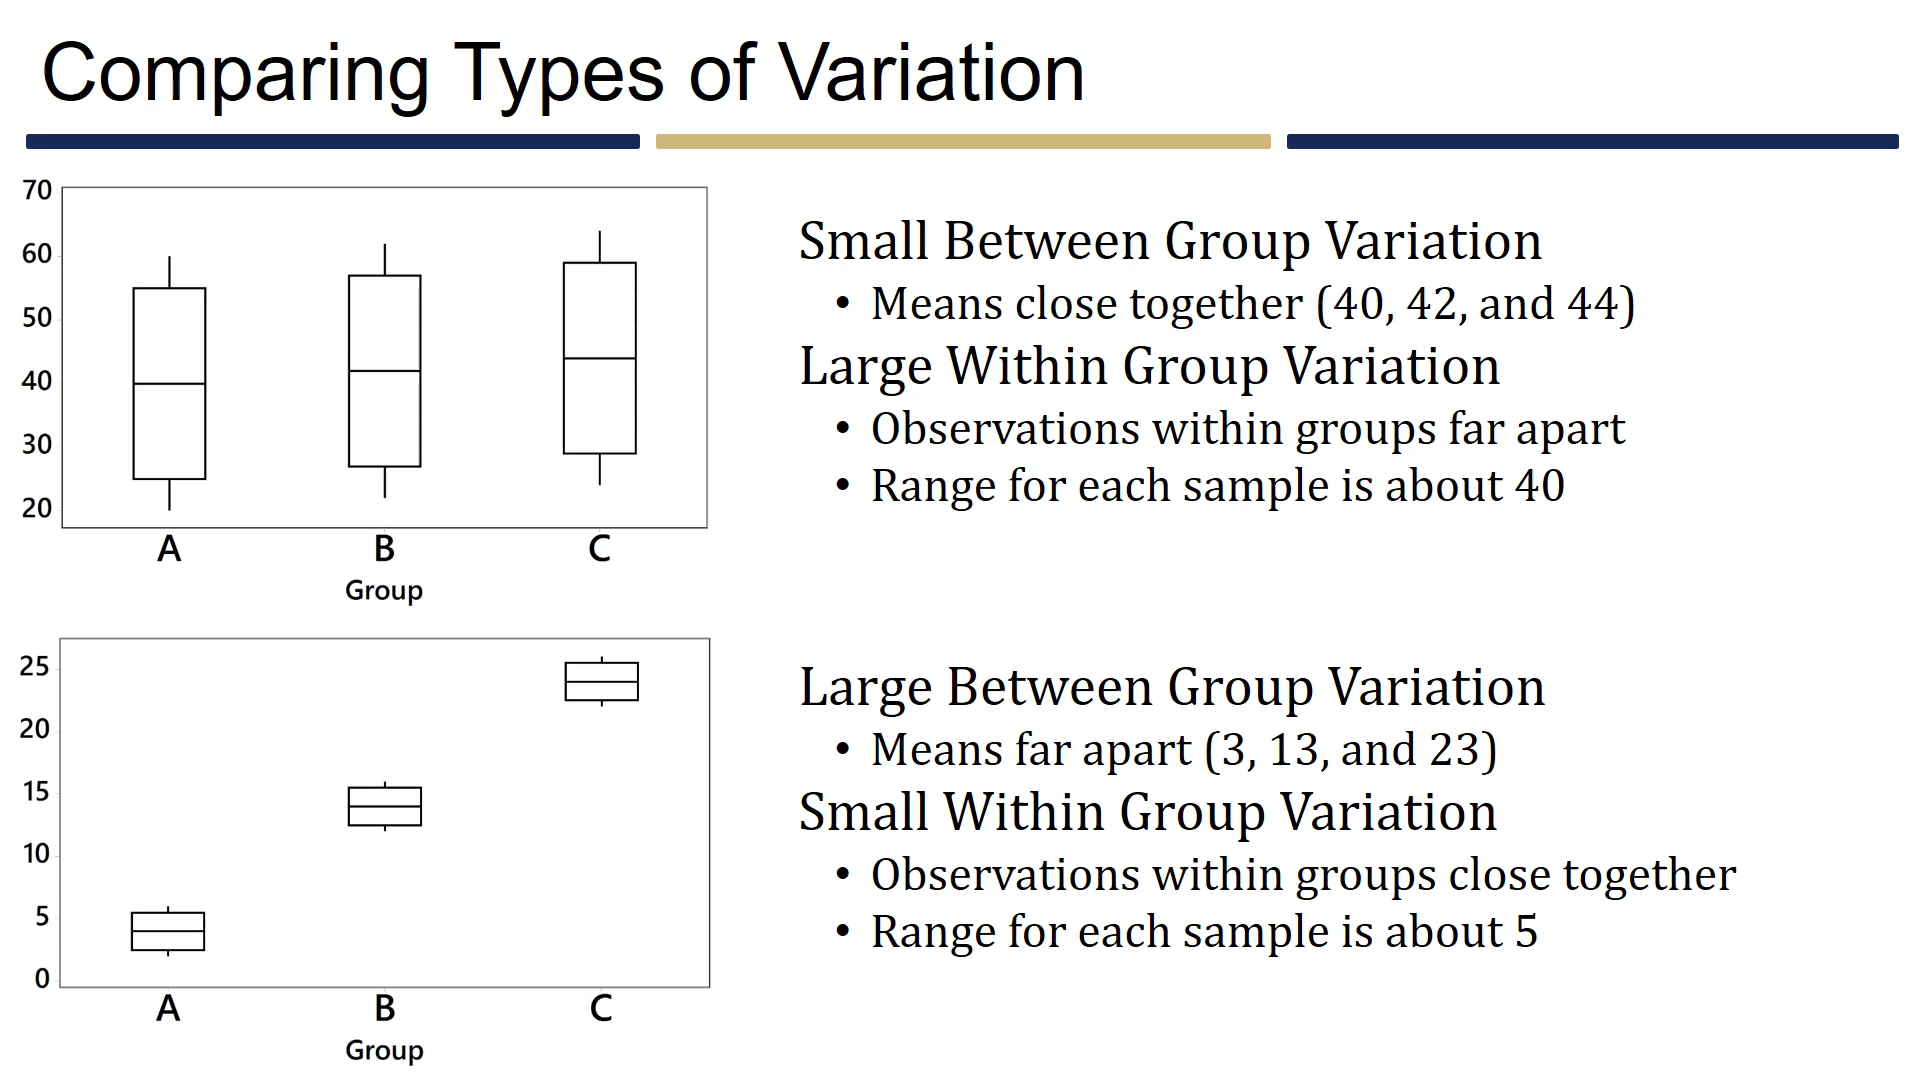 Comparing Types of Variation
70
60
50
40
30
20
A B C
Group
Small Between Group Variation
• Means close together (40, 42, and 44)
Large Within Group Variation
• Observations within groups far apart
• Range for each sample is about 40
25
20
15
10
5
0
A B C
Group
Large Between Group Variation
• Means far apart (3, 13, and 23)
Small Within Group Variation
• Observations within groups close together
• Range for each sample is about 5